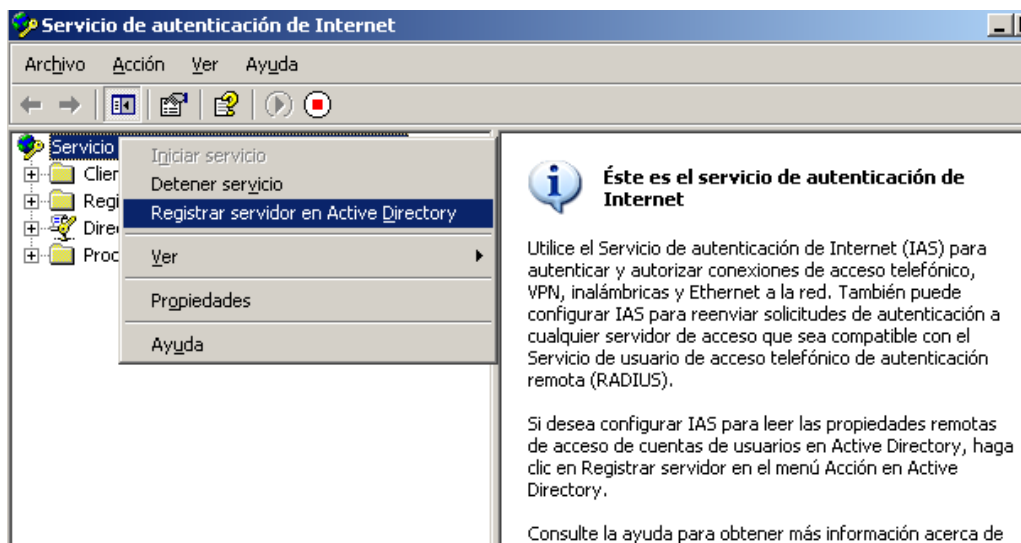 Servicio de autenticación de Internet
Archivo Acción Ver Ayuda
Servicio
Clier
Regi
Dire
Proc
Iniciar servicio
Detener servicio
Registrar servidor en Active Directory
Ver
Propiedades
Ayuda
Éste es el servicio de autenticación de
Internet
Utilice el Servicio de autenticación de Internet (IAS) para
autenticar y autorizar conexiones de acceso telefónico,
VPN, inalámbricas y Ethernet a la red. También puede
configurar IAS para reenviar solicitudes de autenticación a
cualquier servidor de acceso que sea compatible con el
Servicio de usuario de acceso telefónico de autenticación
remota (RADIUS).
Si desea configurar IAS para leer las propiedades remotas
de acceso de cuentas de usuarios en Active Directory, haga
clic en Registrar servidor en el menú Acción en Active
Directory.
Consulte la ayuda para obtener más información acerca de